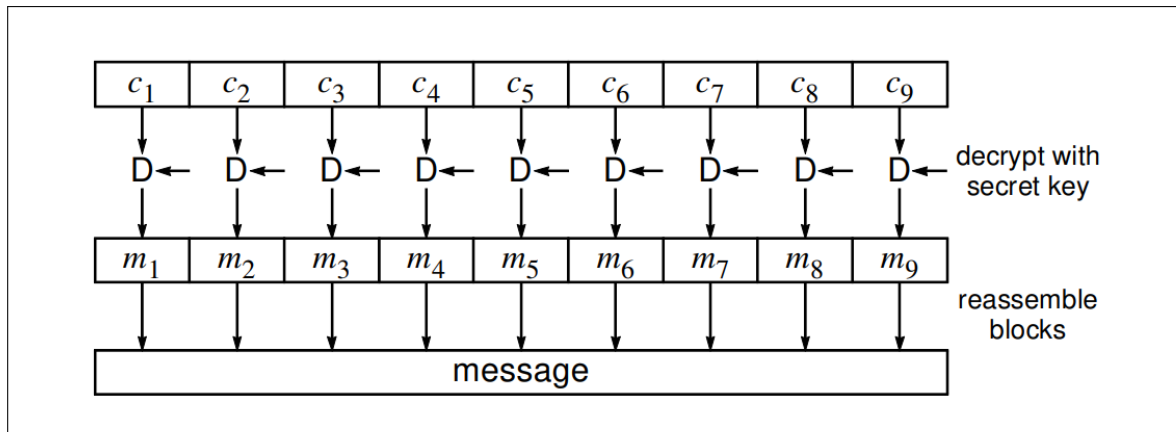 c1 c2 c3 c4 c5 c6 c7 c8 c9
D D D D D D D D D
decrypt with
secret key
m1 m2 m3 m4 m5 m6 m7 m8 m9
reassemble
blocks
message